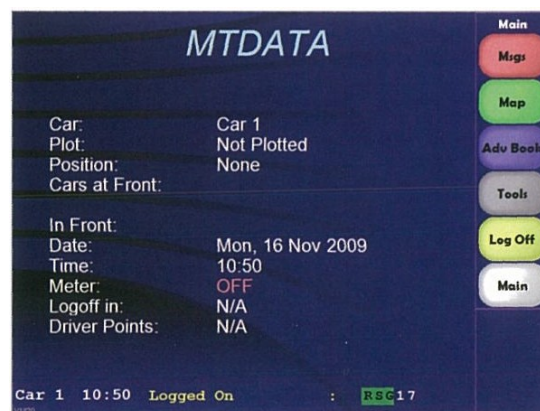 MTDATA
Car: Car 1
Plot: Not Plotted
Position: None
Cars at Front:
In Front:
Date: Mon, 16 Nov 2009
Time: 10:50
Meter: OFF
Logoff in: N/A
Driver Points: N/A
Main
Msgs
Map
Adv Book
Tools
Log Off
Main
Car 1 10:50 Logged On : RSG17